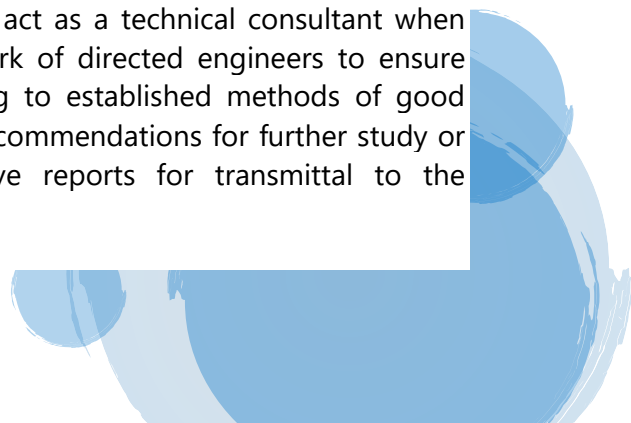 act as a technical consultant when
rk of directed engineers to ensure
g to established methods of good
commendations for further study or
ve reports for transmittal to the